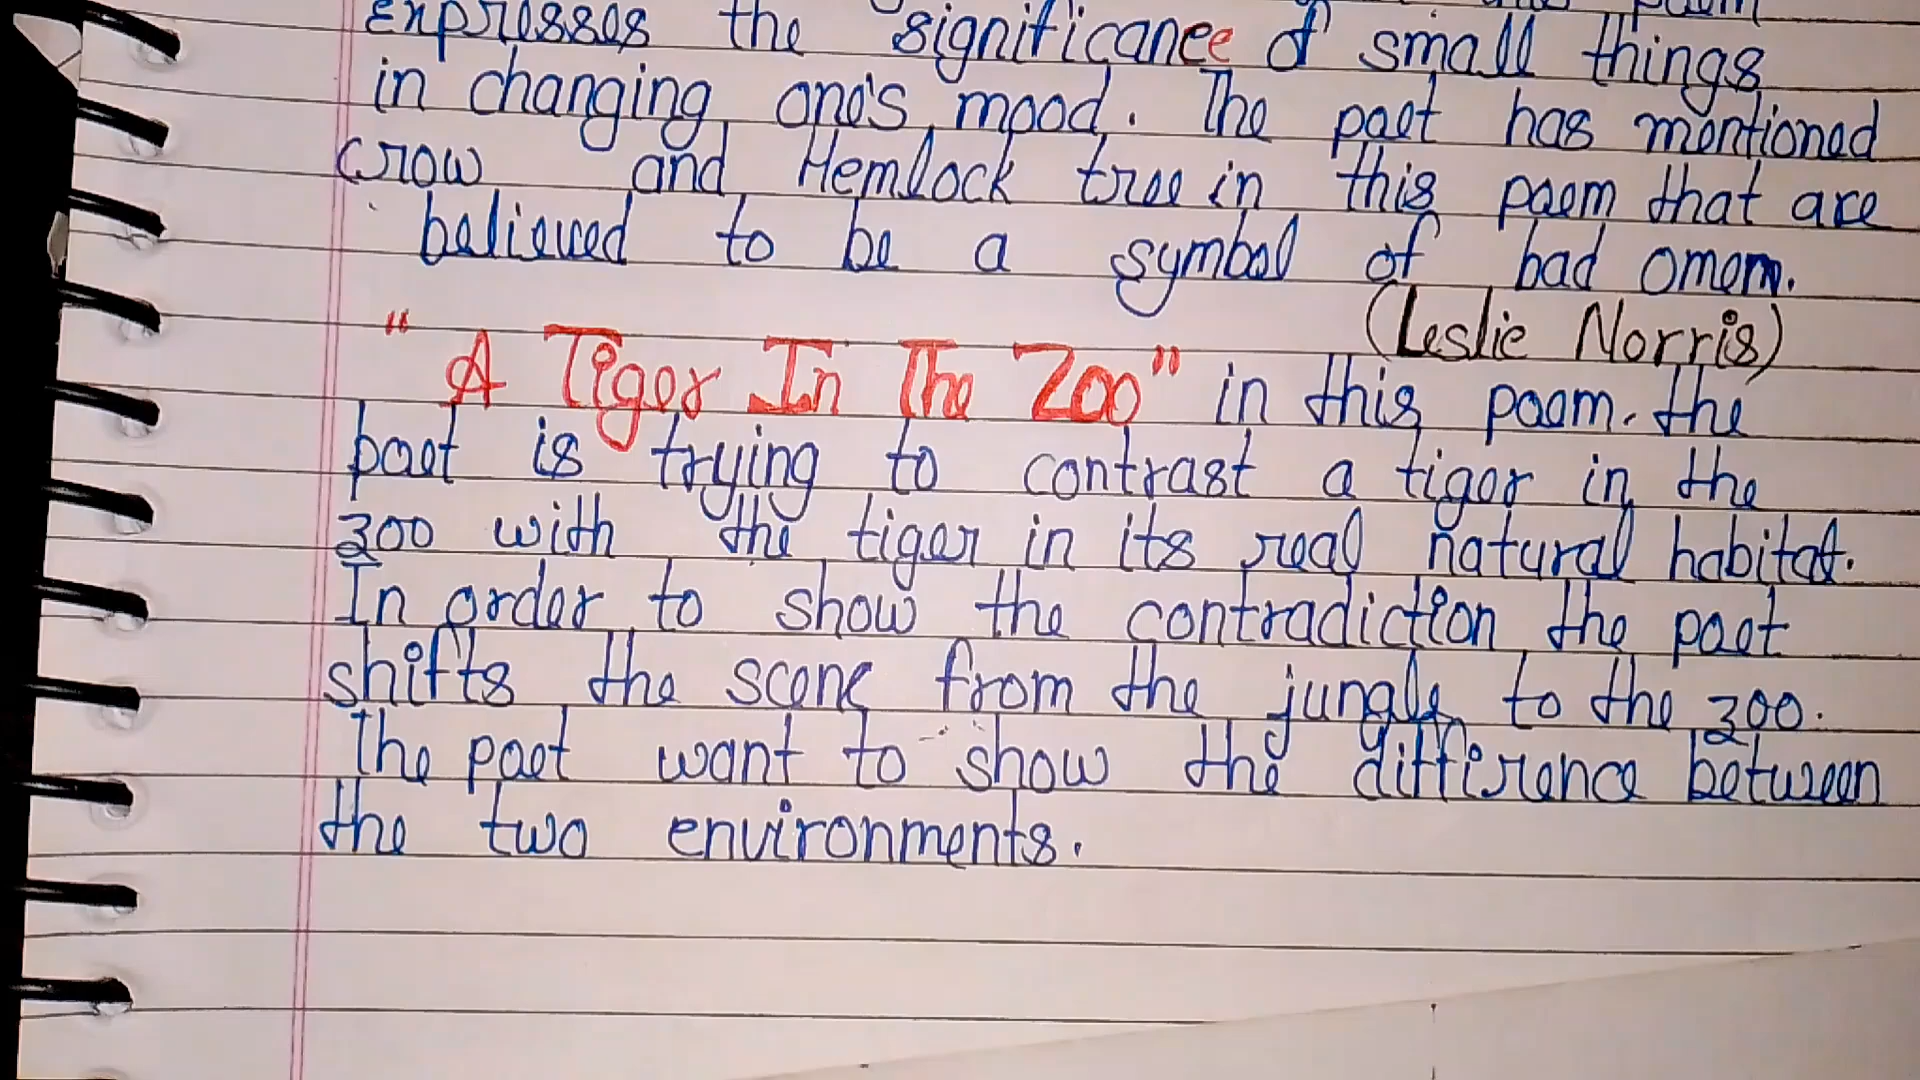 poem
expresses the significance of small things
in changing one's mood. The poet has mentioned
crow and Hemlock tree in this poem that are
believed to be a symbol of bad omem.
(Leslie Norris)
"A Tiger In The Zoo" in this poem. the
poet is trying to contrast a tiger in the
zoo with the tiger in its real natural habitat.
In order to show the contradiction the poet
shifts the scene from the jungle to the zoo.
The poet want to show the difference between
the two environments.